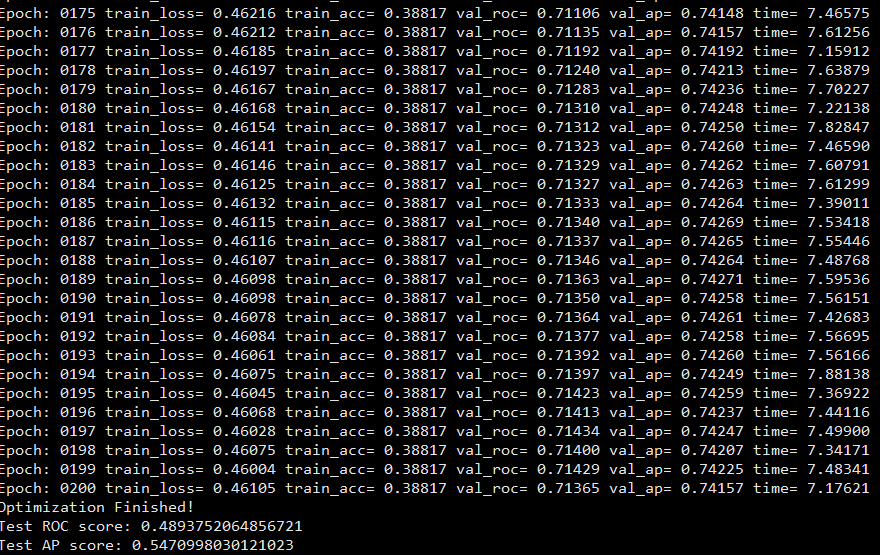 Epoch: 0175 train_loss= 0.46216 train_acc= 0.38817 val_roc= 0.71106 val_ap= 0.74148 time= 7.46575
Epoch: 0176 train_loss= 0.46212 train_acc= 0.38817 val_roc= 0.71135 val_ap= 0.74157 time= 7.61256
Epoch: 0177 train_loss= 0.46185 train_acc= 0.38817 val_roc= 0.71192 val_ap= 0.74192 time= 7.15912
Epoch: 0178 train_loss= 0.46197 train_acc= 0.38817 val_roc= 0.71240 val_ap= 0.74213 time= 7.63879
Epoch: 0179 train_loss= 0.46167 train_acc= 0.38817 val_roc= 0.71283 val_ap= 0.74236 time= 7.70227
Epoch: 0180 train_loss= 0.46168 train_acc= 0.38817 val_roc= 0.71310 val_ap= 0.74248 time= 7.22138
Epoch: 0181 train_loss= 0.46154 train_acc= 0.38817 val_roc= 0.71312 val_ap= 0.74250 time= 7.82847
Epoch: 0182 train_loss= 0.46141 train_acc= 0.38817 val_roc= 0.71323 val_ap= 0.74260 time= 7.46590
Epoch: 0183 train_loss= 0.46146 train_acc= 0.38817 val_roc= 0.71329 val_ap= 0.74262 time= 7.60791
Epoch: 0184 train_loss= 0.46125 train_acc= 0.38817 val_roc= 0.71327 val_ap= 0.74263 time= 7.61299
Epoch: 0185 train_loss= 0.46132 train_acc= 0.38817 val_roc= 0.71333 val_ap= 0.74264 time= 7.39011
Epoch: 0186 train_loss= 0.46115 train_acc= 0.38817 val_roc= 0.71340 val_ap= 0.74269 time= 7.53418
Epoch: 0187 train_loss= 0.46116 train_acc= 0.38817 val_roc= 0.71337 val_ap= 0.74265 time= 7.55446
Epoch: 0188 train_loss= 0.46107 train_acc= 0.38817 val_roc= 0.71346 val_ap= 0.74264 time= 7.48768
Epoch: 0189 train_loss= 0.46098 train_acc= 0.38817 val_roc= 0.71363 val_ap= 0.74271 time= 7.59536
Epoch: 0190 train_loss= 0.46098 train_acc= 0.38817 val_roc= 0.71350 val_ap= 0.74258 time= 7.56151
Epoch: 0191 train_loss= 0.46078 train_acc= 0.38817 val_roc= 0.71364 val_ap= 0.74261 time= 7.42683
Epoch: 0192 train_loss= 0.46084 train_acc= 0.38817 val_roc= 0.71377 val_ap= 0.74258 time= 7.56695
Epoch: 0193 train_loss= 0.46061 train_acc= 0.38817 val_roc= 0.71392 val_ap= 0.74260 time= 7.56166
Epoch: 0194 train_loss= 0.46075 train_acc= 0.38817 val_roc= 0.71397 val_ap= 0.74249 time= 7.88138
Epoch: 0195 train_loss= 0.46045 train_acc= 0.38817 val_roc= 0.71423 val_ap= 0.74259 time= 7.36922
Epoch: 0196 train_loss= 0.46068 train_acc= 0.38817 val_roc= 0.71413 val_ap= 0.74237 time= 7.44116
Epoch: 0197 train_loss= 0.46028 train_acc= 0.38817 val_roc= 0.71434 val_ap= 0.74247 time= 7.49900
Epoch: 0198 train_loss= 0.46075 train_acc= 0.38817 val_roc= 0.71400 val_ap= 0.74207 time= 7.34171
Epoch: 0199 train_loss= 0.46004 train_acc= 0.38817 val_roc= 0.71429 val_ap= 0.74225 time= 7.48341
Epoch: 0200 train_loss= 0.46105 train_acc= 0.38817 val_roc= 0.71365 val_ap= 0.74157 time= 7.17621
Optimization Finished!
Test ROC score: 0.4893752064856721
Test AP score: 0.5470998030121023